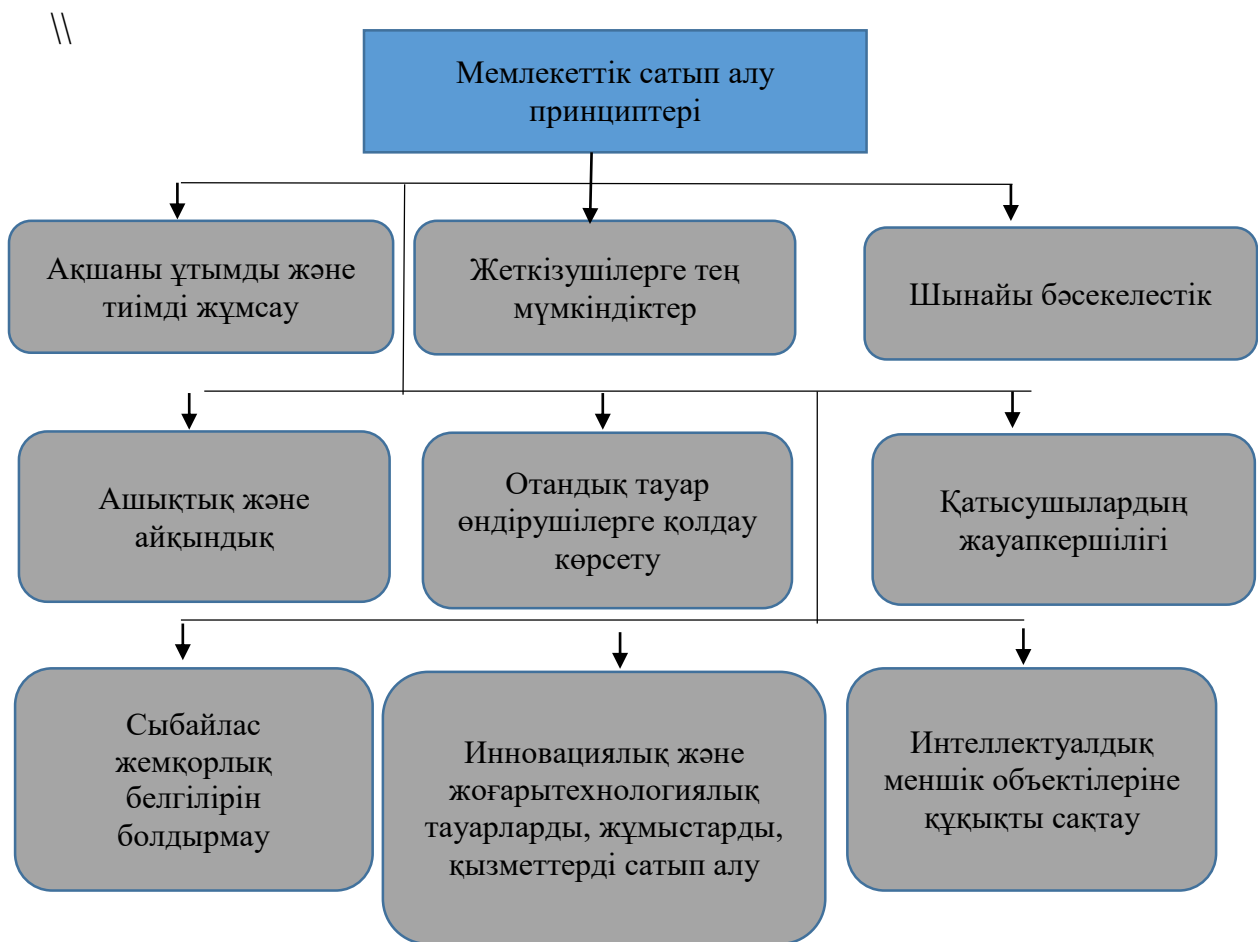 \\
Мемлекеттік сатып алу
принциптері
Ақшаны ұтымды және
тиімді жұмсау
Жеткізушілерге тең
мүмкіндіктер
Шынайы бәсекелестік
Ашықтық және
айқындық
Отандық тауар
өндірушілерге қолдау
көрсету
Қатысушылардың
жауапкершілігі
Сыбайлас
жемқорлық
белгілірін
болдырмау
Инновациялық және
жоғарытехнологиялық
тауарларды, жұмыстарды,
қызметтерді сатып алу
Интеллектуалдық
меншік объектілеріне
құқықты сақтау